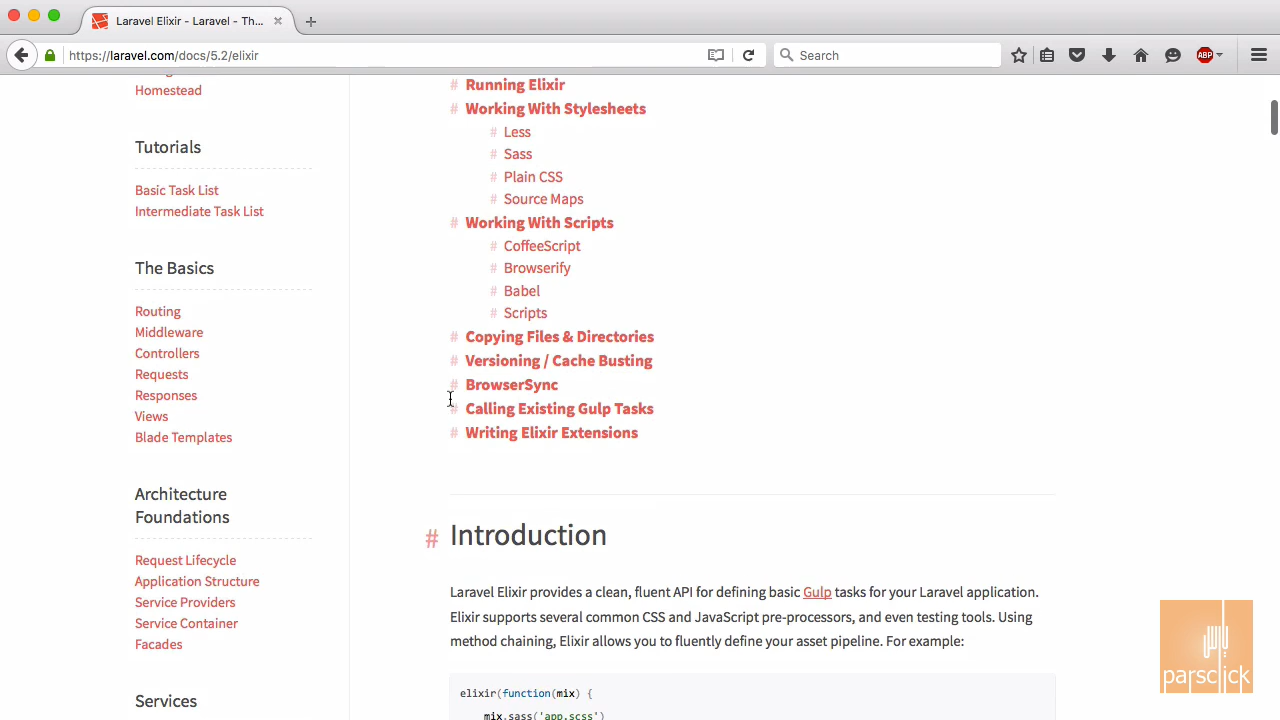 Laravel Elixir - Laravel - Th...
https://laravel.com/docs/5.2/elixir
Search
ABP
Homestead
Tutorials
Basic Task List
Intermediate Task List
The Basics
Routing
Middleware
Controllers
Requests
Responses
Views
Blade Templates
Architecture
Foundations
Request Lifecycle
Application Structure
Service Providers
Service Container
Facades
Services
# Running Elixir
# Working With Stylesheets
# Less
# Sass
# Plain CSS
# Source Maps
# Working With Scripts
# CoffeeScript
# Browserify
# Babel
# Scripts
# Copying Files & Directories
# Versioning / Cache Busting
# BrowserSync
# Calling Existing Gulp Tasks
# Writing Elixir Extensions
# Introduction
Laravel Elixir provides a clean, fluent API for defining basic Gulp tasks for your Laravel application.
Elixir supports several common CSS and JavaScript pre-processors, and even testing tools. Using
method chaining, Elixir allows you to fluently define your asset pipeline. For example:
elixir(function(mix) {
mix.sass('app.scss')
parsclick